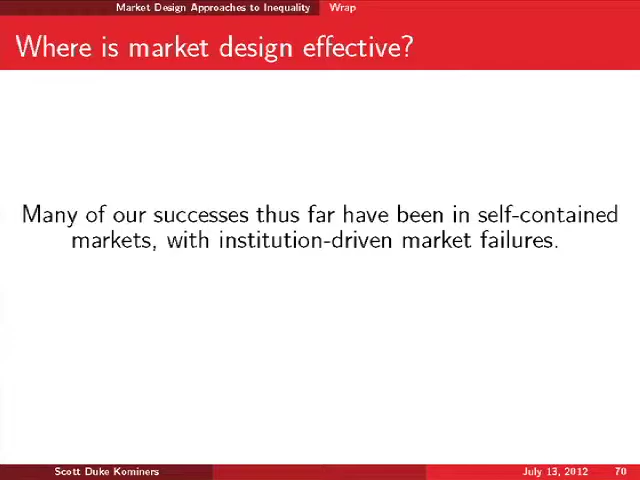 Market Design Approaches to Inequality Wrap
Where is market design effective?
Many of our successes thus far have been in self-contained
markets, with institution-driven market failures.
Scott Duke Kominers July 13, 2012 70